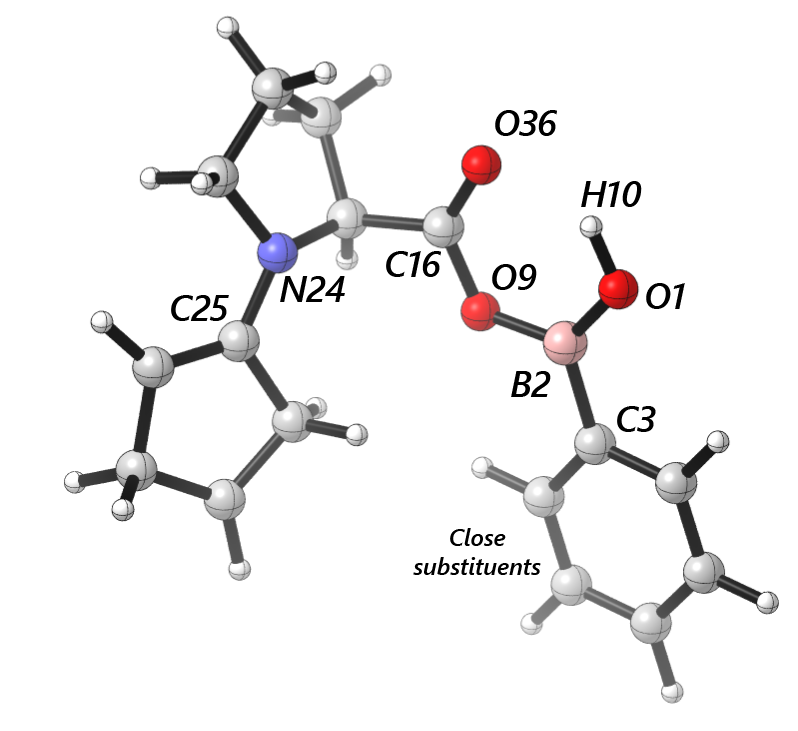 O36
H10
C16
O9
N24
C25
O1
B2
C3
Close
substituents